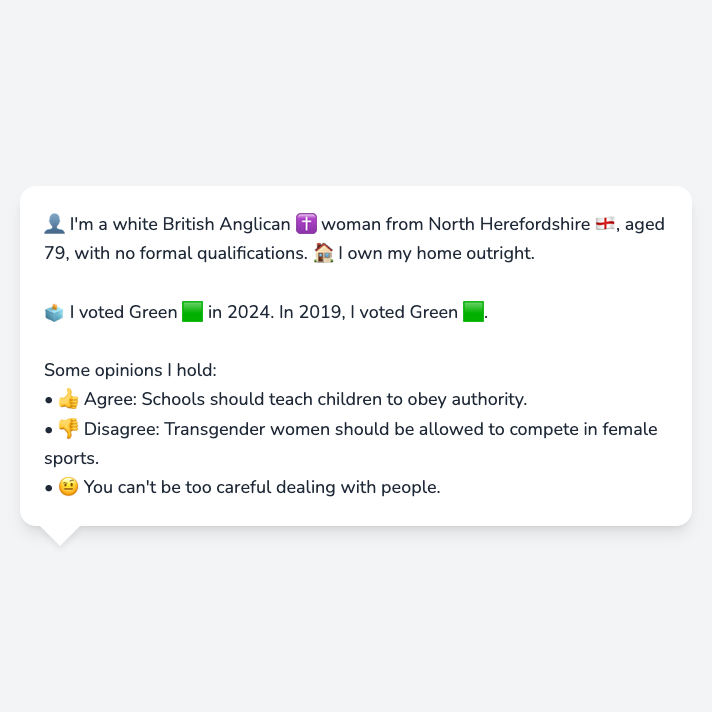 👤 I'm a white British Anglican ✝️ woman from North Herefordshire 🏴󠁧󠁢󠁥󠁮󠁧󠁿, aged
79, with no formal qualifications. 🏠 I own my home outright.
🗳️ I voted Green 🟩 in 2024. In 2019, I voted Green 🟩.
Some opinions I hold:
• 👍 Agree: Schools should teach children to obey authority.
• 👎 Disagree: Transgender women should be allowed to compete in female
sports.
• 🤨 You can't be too careful dealing with people.